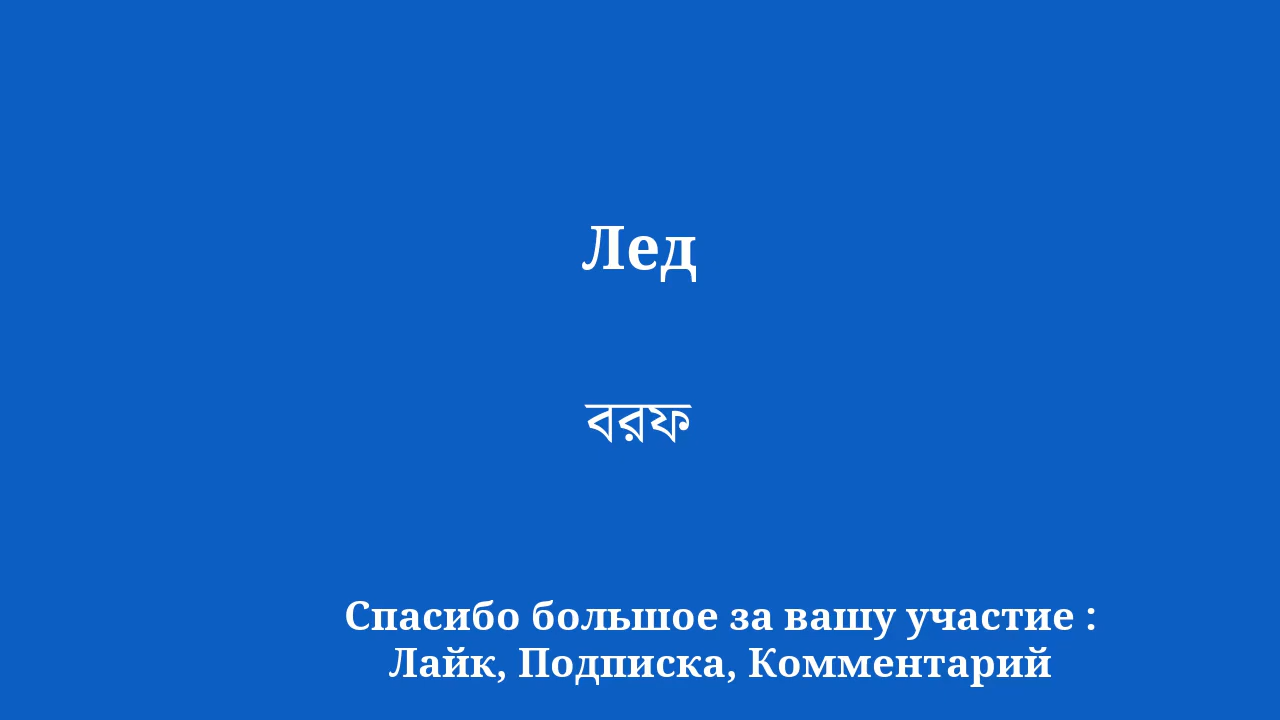 Лед
বরফ
Спасибо большое за вашу участие :
Лайк, Подписка, Комментарий